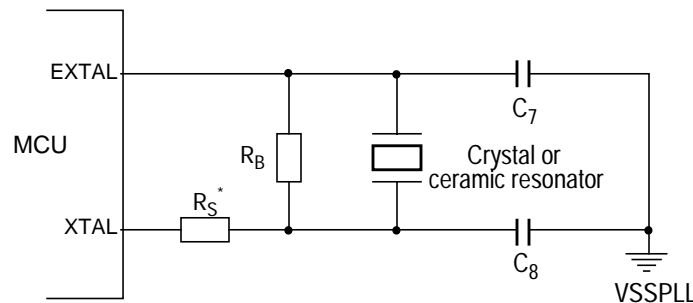 EXTAL
C7
MCU
RB
Crystal or
ceramic resonator
RS*
XTAL
C8
VSSPLL